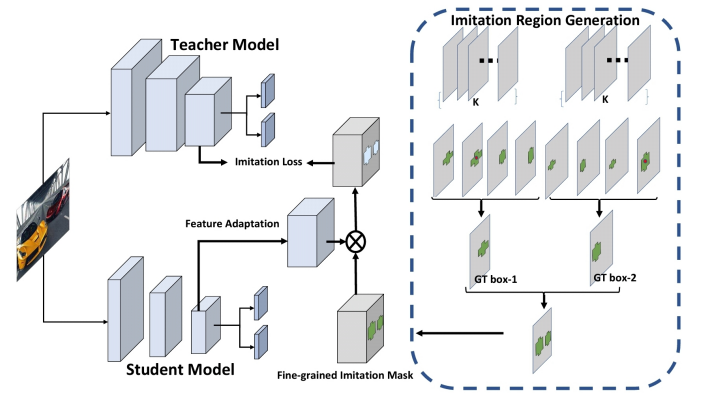 Imitation Region Generation
Teacher Model
K
K
Imitation Loss
Feature Adaptation
GT box-1
GT box-2
Student Model
Fine-grained Imitation Mask